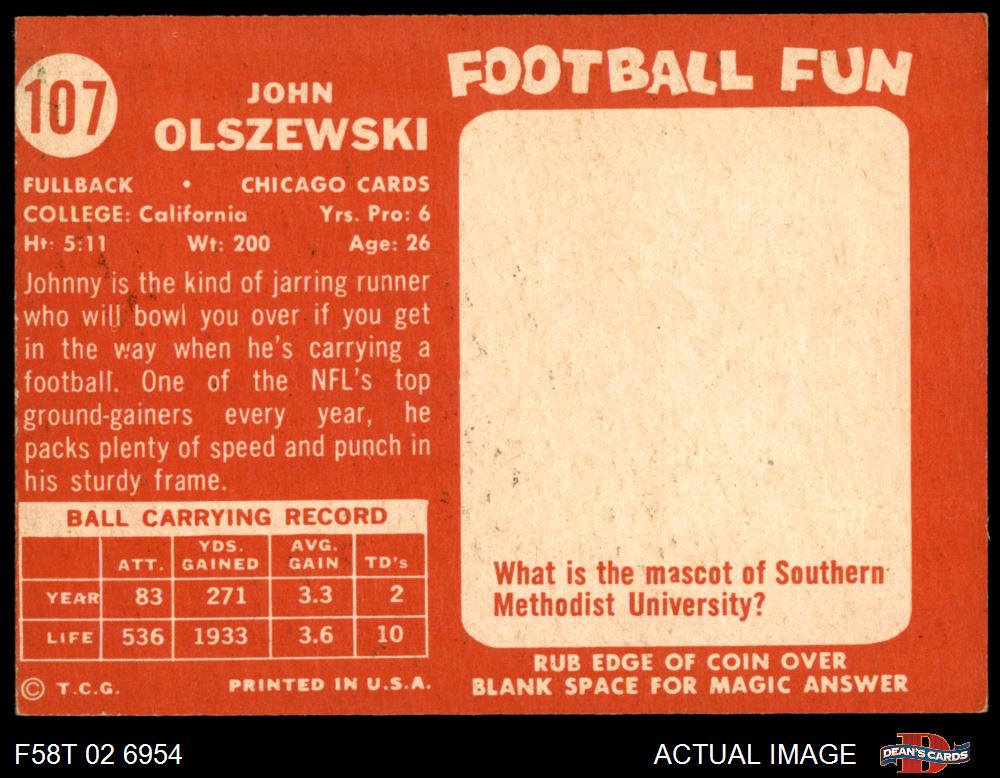 107
JOHN
OLSZEWSKI
FULLBACK • CHICAGO CARDS
COLLEGE: California Yrs. Pro: 6
Ht: 5:11 Wt: 200 Age: 26
Johnny is the kind of jarring runner
who will bowl you over if you get
in the way when he's carrying a
football. One of the NFL's top
ground-gainers every year, he
packs plenty of speed and punch in
his sturdy frame.
BALL CARRYING RECORD
ATT. YDS. GAINED AVG. GAIN TD's
YEAR 83 271 3.3 2
LIFE 536 1933 3.6 10
© T.C.G. PRINTED IN U.S.A.
FOOTBALL FUN
What is the mascot of Southern
Methodist University?
RUB EDGE OF COIN OVER
BLANK SPACE FOR MAGIC ANSWER
F58T 02 6954 ACTUAL IMAGE DEAN'S CARDS